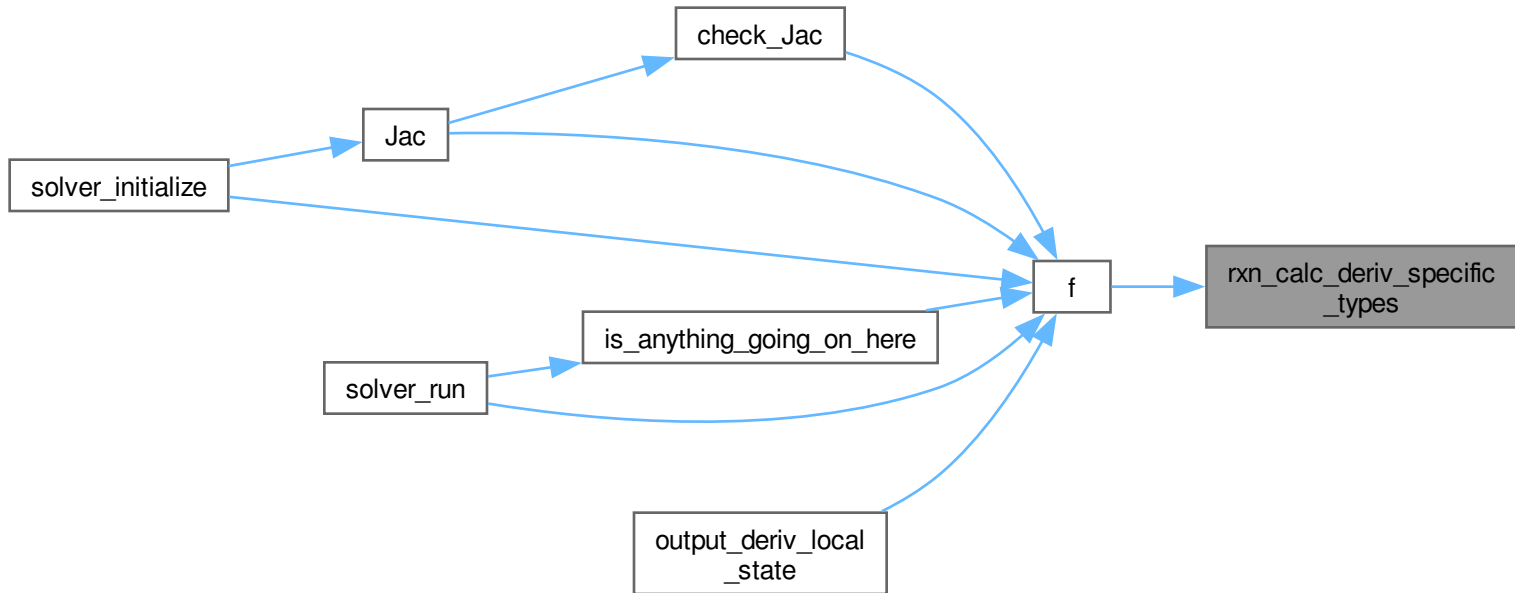 check_Jac
Jac
solver_initialize
f
rxn_calc_deriv_specific
_types
is_anything_going_on_here
solver_run
output_deriv_local
_state